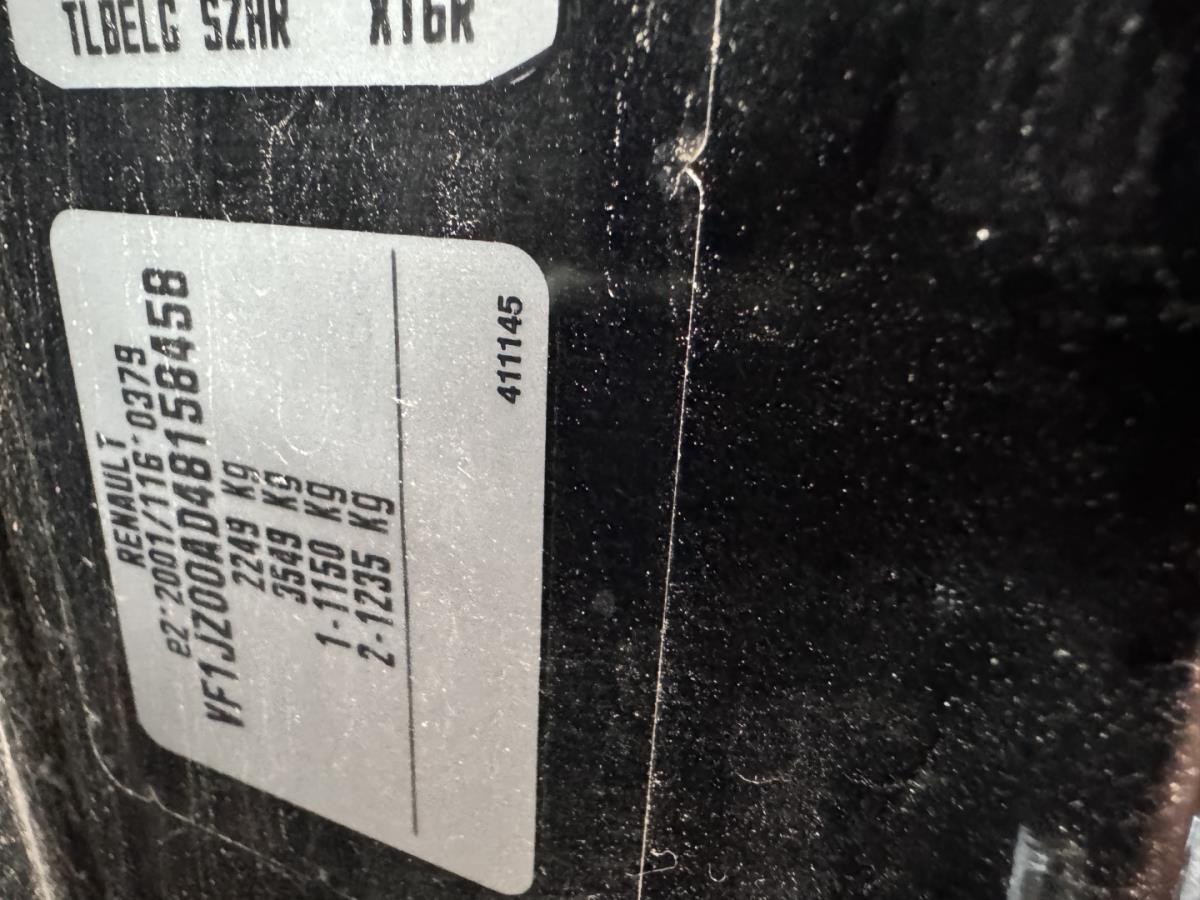 TLBELG SZHR XTGR
RENAULT
e2*2001/116*0379
VF1JZ00AD48158458
2249 Kg
3549 Kg
1-1150 Kg
2-1235 Kg
411145